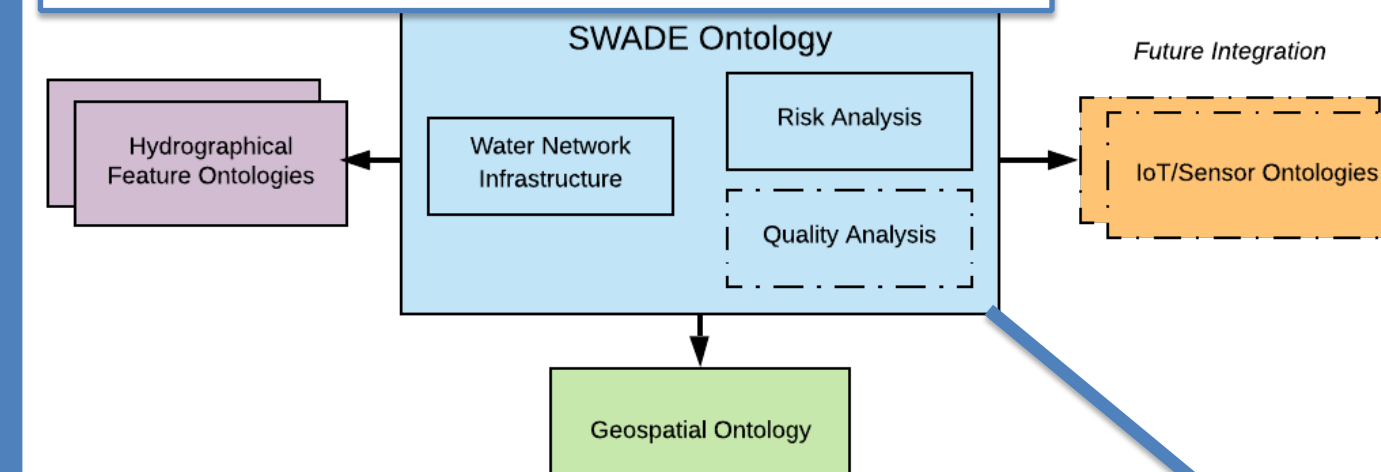 SWADE Ontology
Future Integration
Hydrographical
Feature Ontologies
Water Network
Infrastructure
Risk Analysis
Quality Analysis
IoT/Sensor Ontologies
Geospatial Ontology